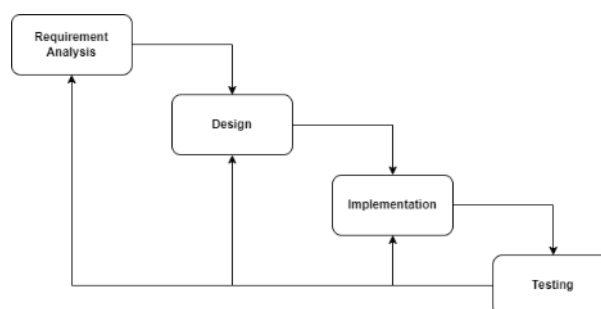 Requirement
Analysis
Design
Implementation
Testing